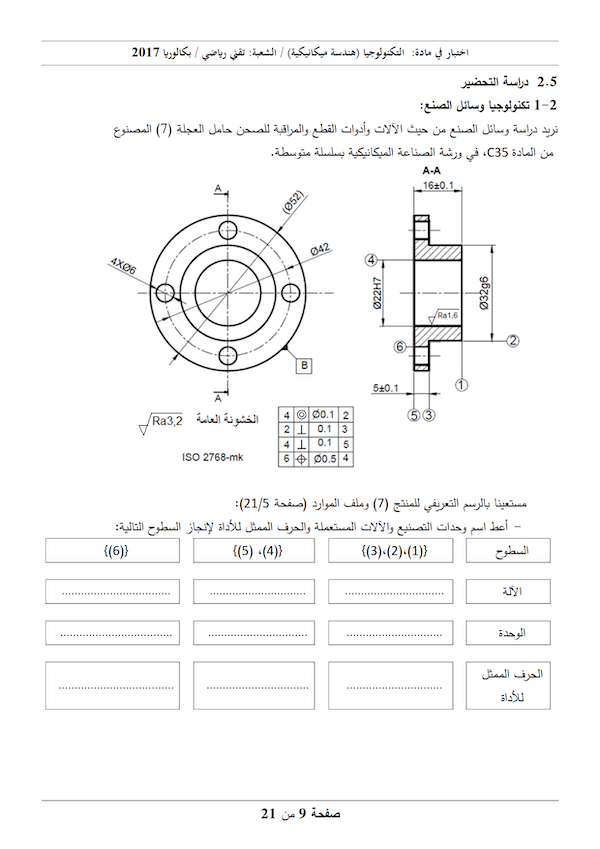 اختبار في مادة: التكنولوجيا (هندسة ميكانيكية) / الشعبة: تقني رياضي / بكالوريا 2017
2.5 دراسة التحضير
2-1 تكنولوجيا وسائل الصنع:
نريد دراسة وسائل الصنع من حيث الآلات وأدوات القطع والمراقبة للصحن حامل العجلة (7) المصنوع
من المادة C35، في ورشة الصناعة الميكانيكية بسلسلة متوسطة.
A-A
16±0.1
A
(Ø52)
Ø42
4XØ6
4
Ø22H7
Ra1,6
Ø32g6
2
6
B
1
5±0.1
5 3
A
Ra3,2 الخشونة العامة
4 ◎ Ø0.1 2
2 ⊥ 0.1 3
4 ⊥ 0.1 5
6 ⌖ Ø0.5 4
ISO 2768-mk
مستعينا بالرسم التعريفي للمنتج (7) وملف الموارد (صفحة 21/5):
- أعط اسم وحدات التصنيع والآلات المستعملة والحرف الممثل للأداة لإنجاز السطوح التالية:
السطوح {(1)،(2)،(3)} {(4)، (5)} {(6)}
الآلة
الوحدة
الحرف الممثل
للأداة
صفحة 9 من 21